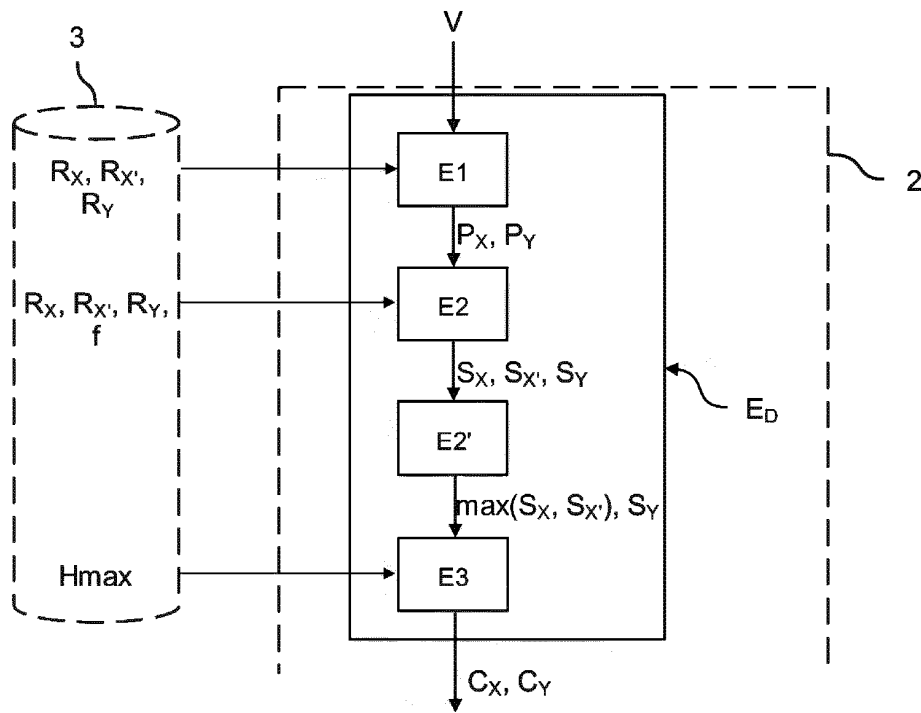 V
3
E1
R_X, R_X',
R_Y
2
P_X, P_Y
R_X, R_X', R_Y,
f
E2
S_X, S_X', S_Y
E_D
E2'
max(S_X, S_X'), S_Y
Hmax
E3
C_X, C_Y